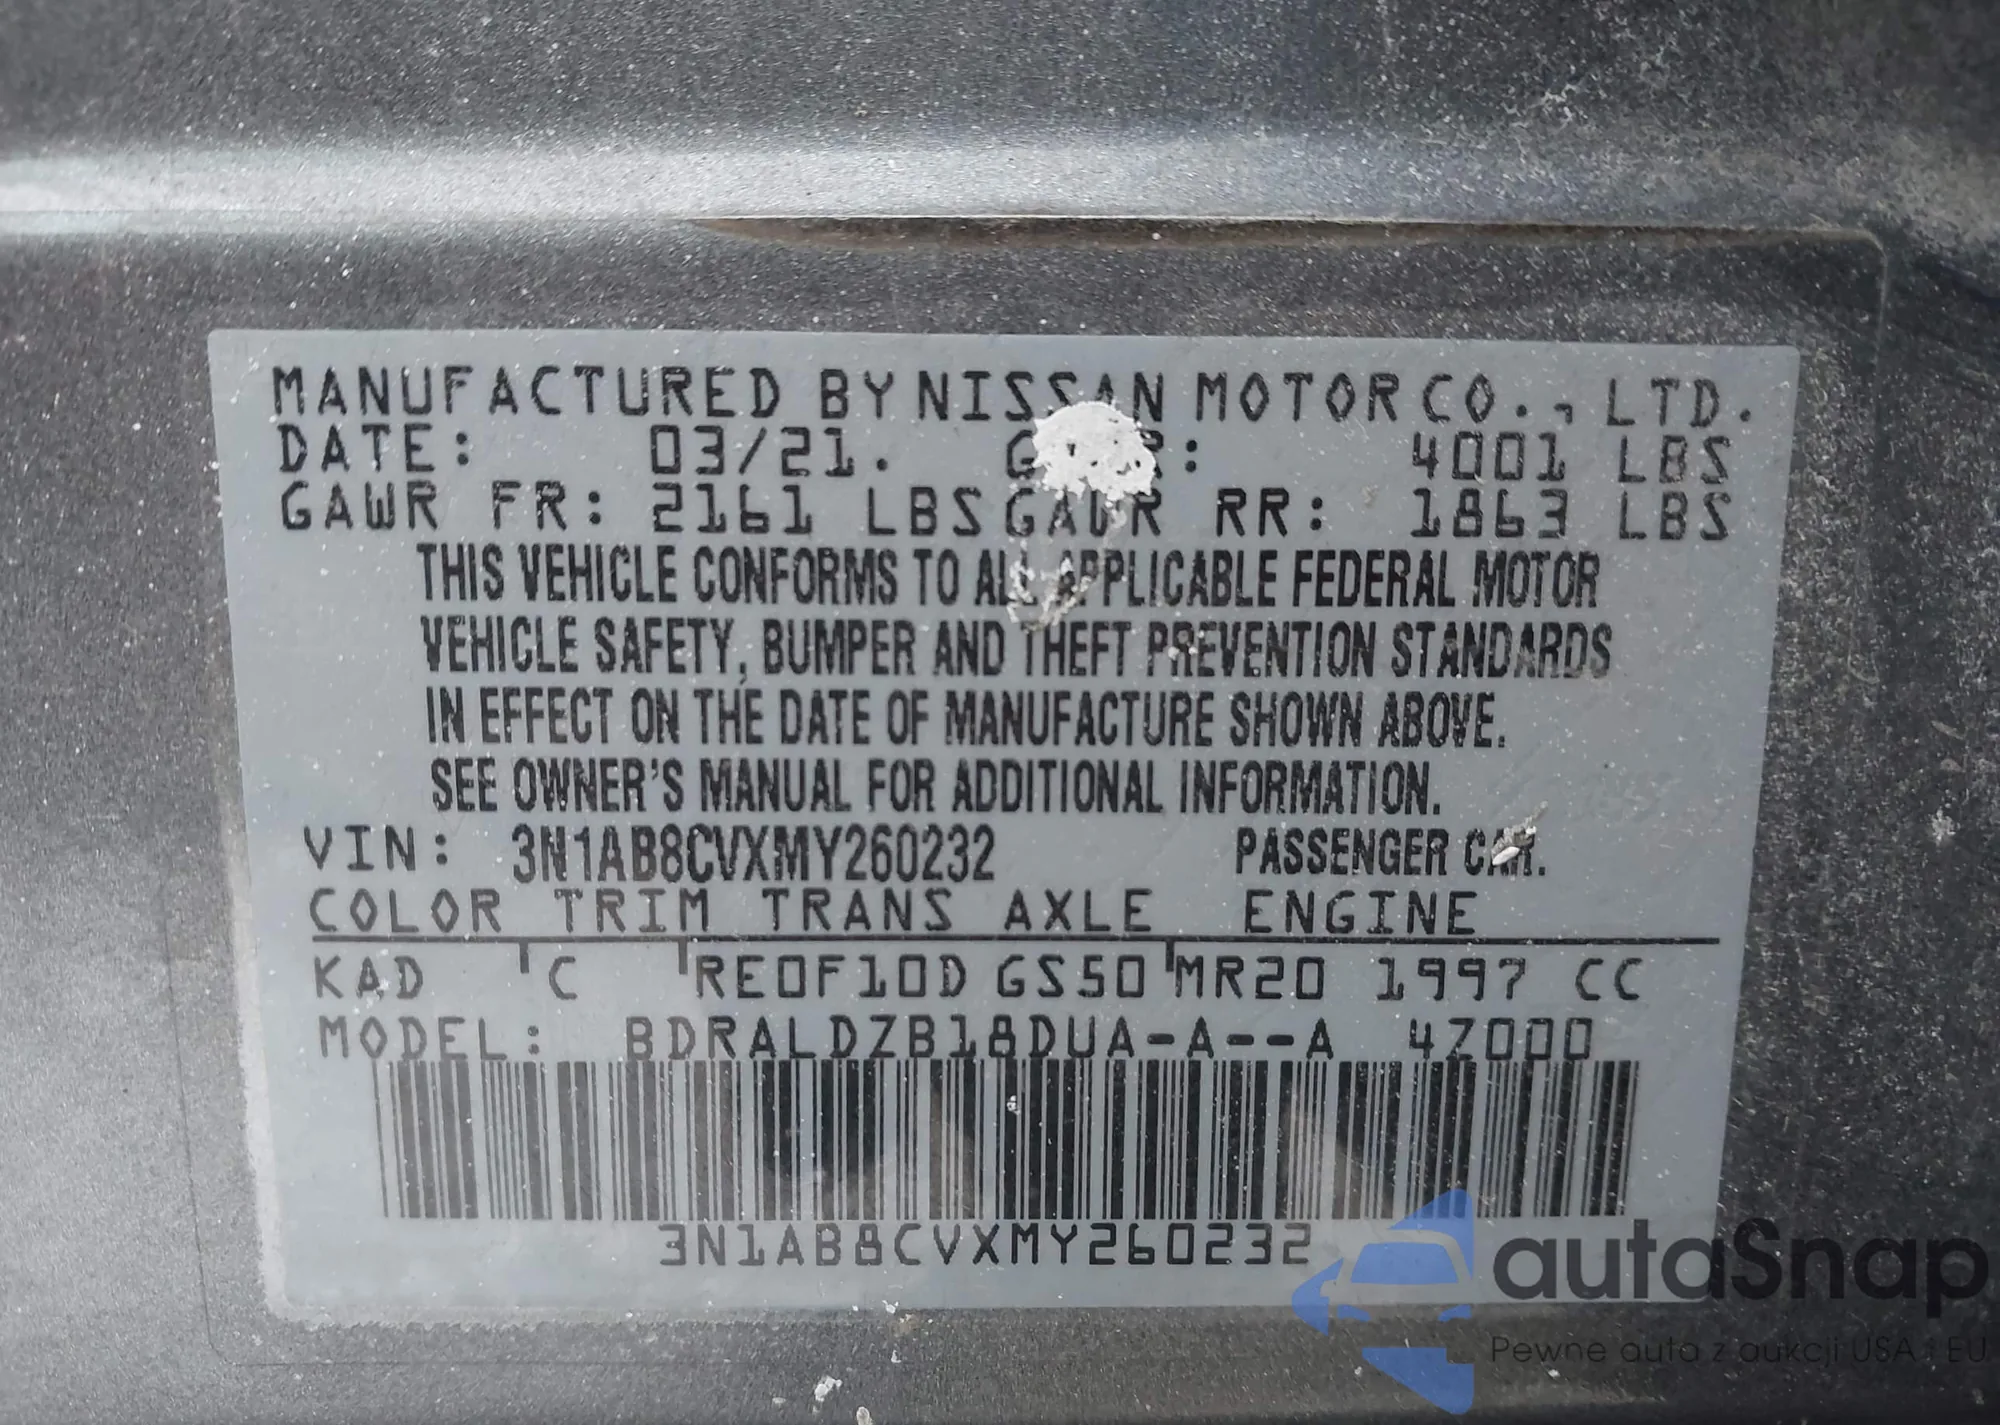 MANUFACTURED BY NISSAN MOTOR CO., LTD.
DATE: 03/21. 4001 LBS
GAWR FR: 2161 LBS GAWR RR: 1863 LBS
THIS VEHICLE CONFORMS TO ALL APPLICABLE FEDERAL MOTOR
VEHICLE SAFETY, BUMPER AND THEFT PREVENTION STANDARDS
IN EFFECT ON THE DATE OF MANUFACTURE SHOWN ABOVE.
SEE OWNER'S MANUAL FOR ADDITIONAL INFORMATION.
VIN: 3N1AB8CVXMY260232 PASSENGER CAR.
COLOR TRIM TRANS AXLE ENGINE
KAD C RE0F10D GS50 MR20 1997 CC
MODEL: BDRALDZB18DUA-A--A 4Z000
3N1AB8CVXMY260232
autaSnap
Pewne auta z aukcji USA i EU